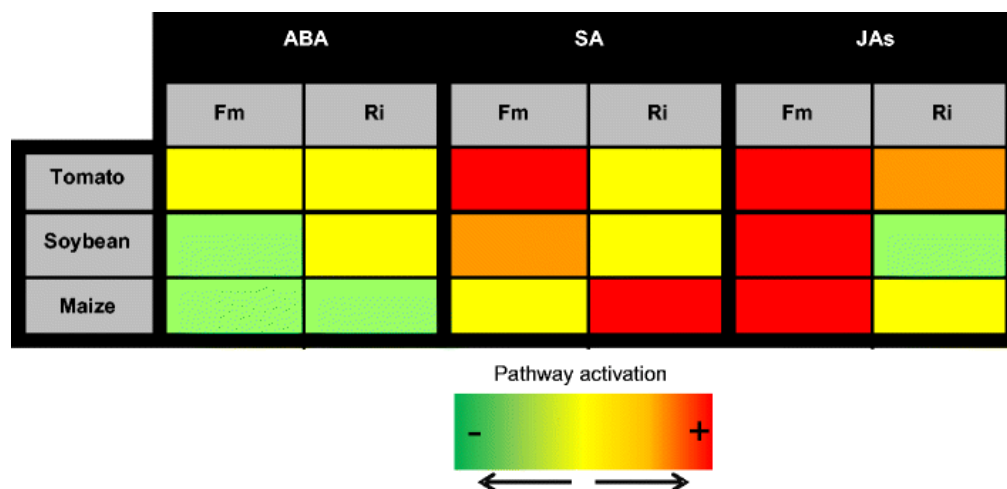 ABA SA JAs
Fm Ri Fm Ri Fm Ri
Tomato
Soybean
Maize
Pathway activation
- +